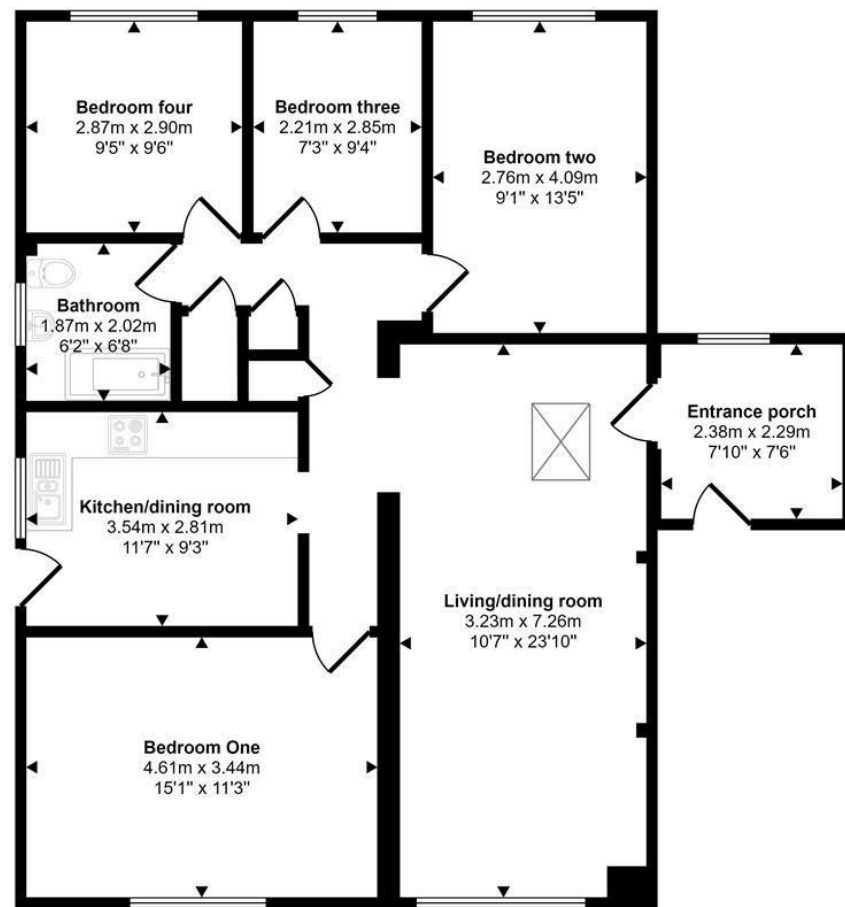 Bedroom four
2.87m x 2.90m
9'5" x 9'6"
Bedroom three
2.21m x 2.85m
7'3" x 9'4"
Bedroom two
2.76m x 4.09m
9'1" x 13'5"
Bathroom
1.87m x 2.02m
6'2" x 6'8"
Entrance porch
2.38m x 2.29m
7'10" x 7'6"
Kitchen/dining room
3.54m x 2.81m
11'7" x 9'3"
Living/dining room
3.23m x 7.26m
10'7" x 23'10"
Bedroom One
4.61m x 3.44m
15'1" x 11'3"